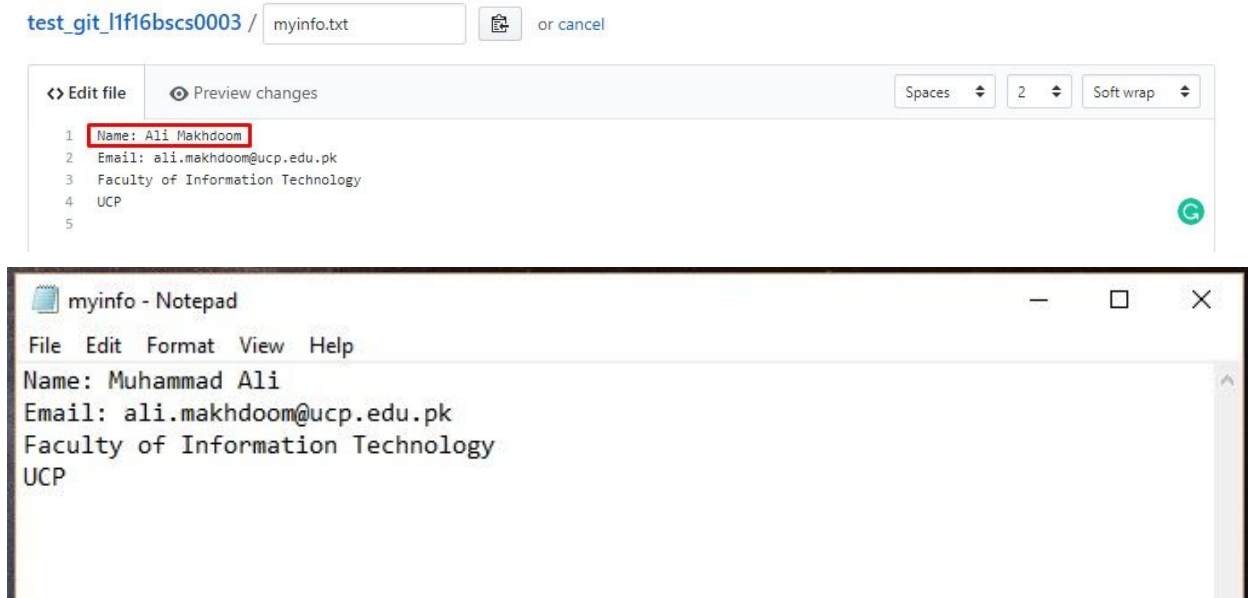 test_git_l1f16bscs0003 / myinfo.txt or cancel
<> Edit file Preview changes Spaces 2 Soft wrap
1 Name: Ali Makhdoom
2 Email: ali.makhdoom@ucp.edu.pk
3 Faculty of Information Technology
4 UCP
5
G
myinfo - Notepad
File Edit Format View Help
Name: Muhammad Ali
Email: ali.makhdoom@ucp.edu.pk
Faculty of Information Technology
UCP